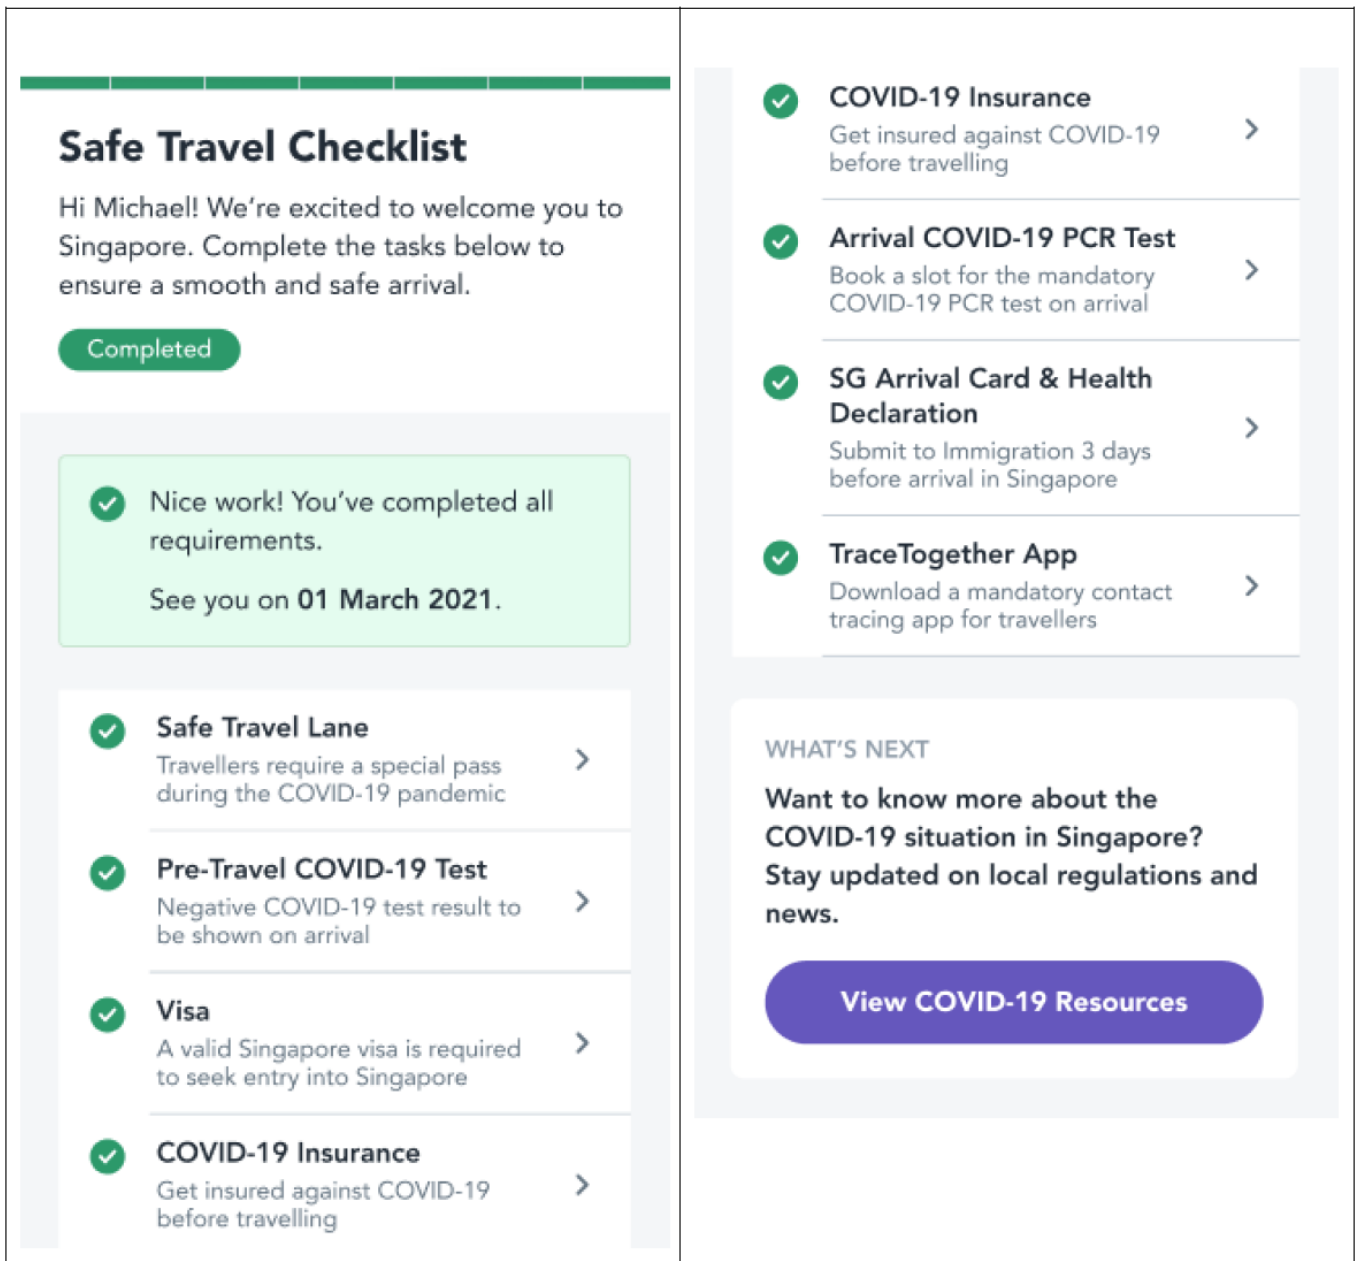 Safe Travel Checklist
Hi Michael! We're excited to welcome you to
Singapore. Complete the tasks below to
ensure a smooth and safe arrival.
Completed
Nice work! You've completed all
requirements.
See you on 01 March 2021.
Safe Travel Lane
Travellers require a special pass
during the COVID-19 pandemic
Pre-Travel COVID-19 Test
Negative COVID-19 test result to
be shown on arrival
Visa
A valid Singapore visa is required
to seek entry into Singapore
COVID-19 Insurance
Get insured against COVID-19
before travelling
COVID-19 Insurance
Get insured against COVID-19
before travelling
Arrival COVID-19 PCR Test
Book a slot for the mandatory
COVID-19 PCR test on arrival
SG Arrival Card & Health
Declaration
Submit to Immigration 3 days
before arrival in Singapore
TraceTogether App
Download a mandatory contact
tracing app for travellers
WHAT'S NEXT
Want to know more about the
COVID-19 situation in Singapore?
Stay updated on local regulations and
news.
View COVID-19 Resources